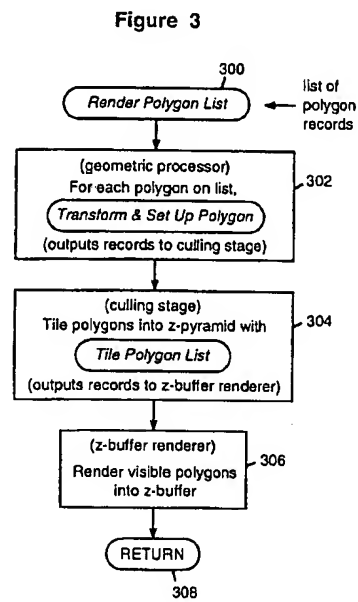 Figure 3
300
Render Polygon List
list of
polygon
records
(geometric processor)
For each polygon on list,
Transform & Set Up Polygon
(outputs records to culling stage)
302
(culling stage)
Tile polygons into z-pyramid with
Tile Polygon List
(outputs records to z-buffer renderer)
304
(z-buffer renderer)
Render visible polygons
into z-buffer
306
RETURN
308